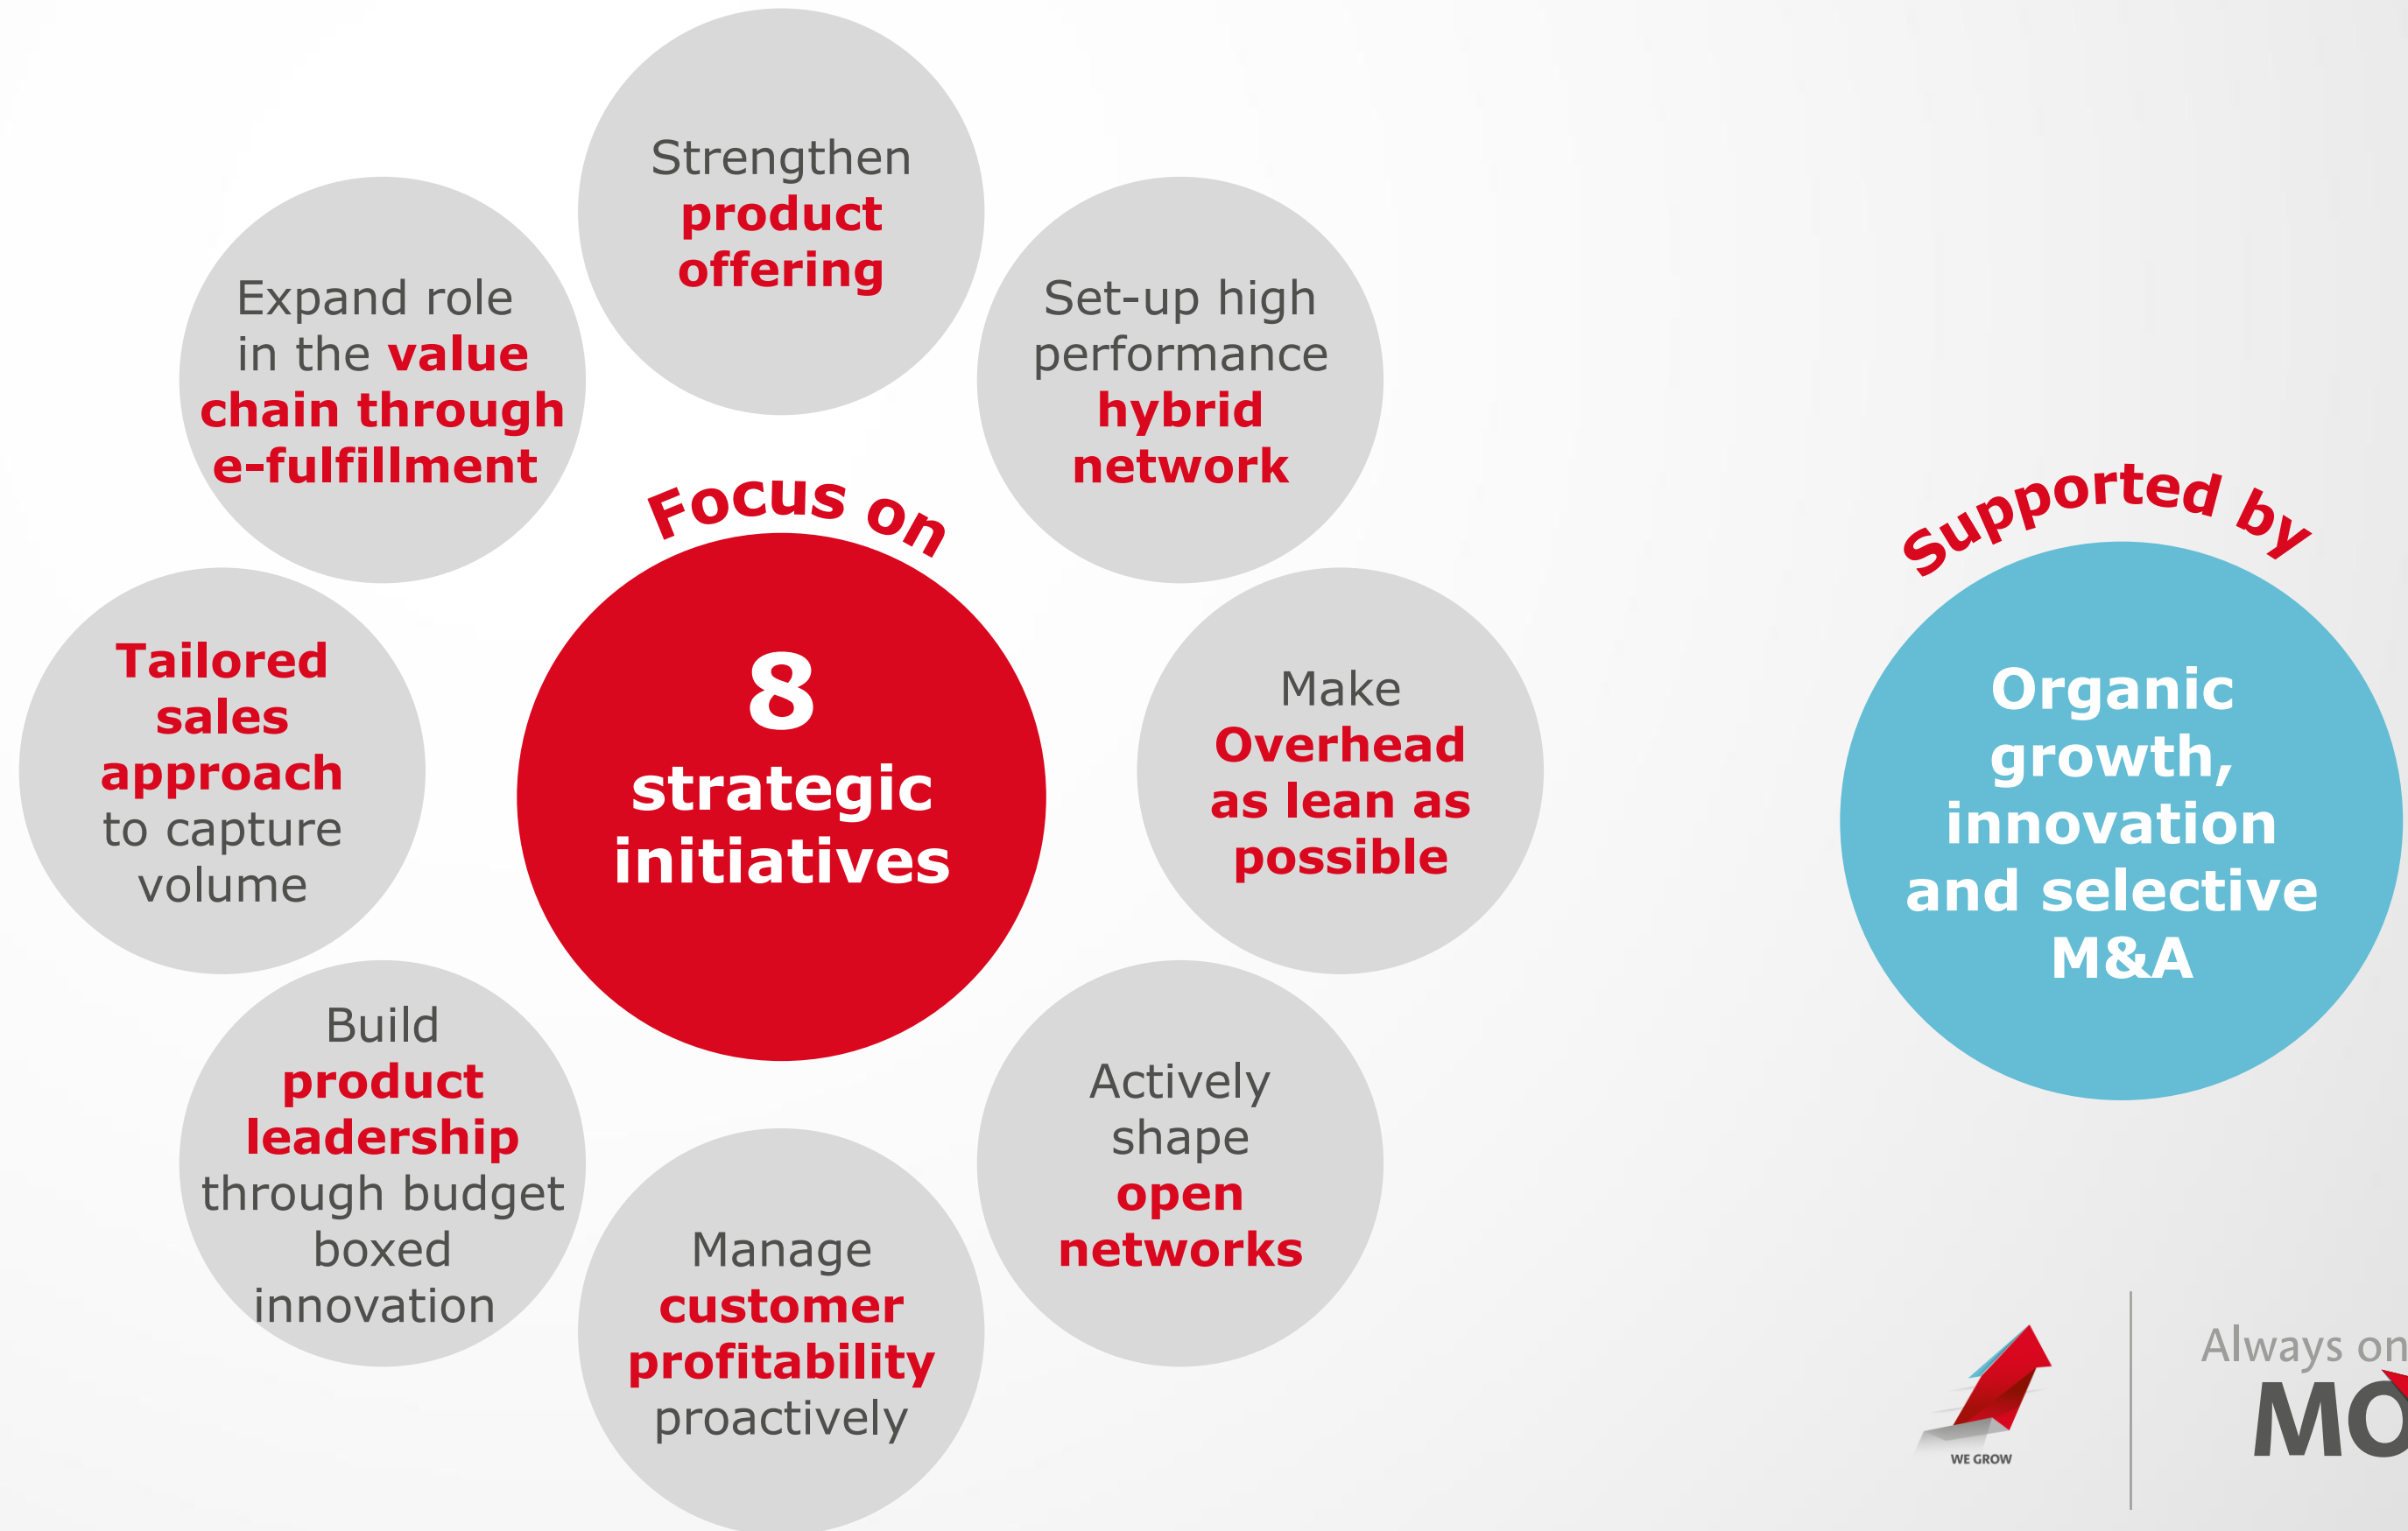 Strengthen
product
offering
Set-up high
performance
hybrid
network
Make
Overhead
as lean as
possible
Actively
shape
open
networks
Manage
customer
profitability
proactively
Build
product
leadership
through budget
boxed
innovation
Tailored
sales
approach
to capture
volume
Expand role
in the value
chain through
e-fulfillment
Focus on
8
strategic
initiatives
Supported by
Organic
growth,
innovation
and selective
M&A
WE GROW
Always on